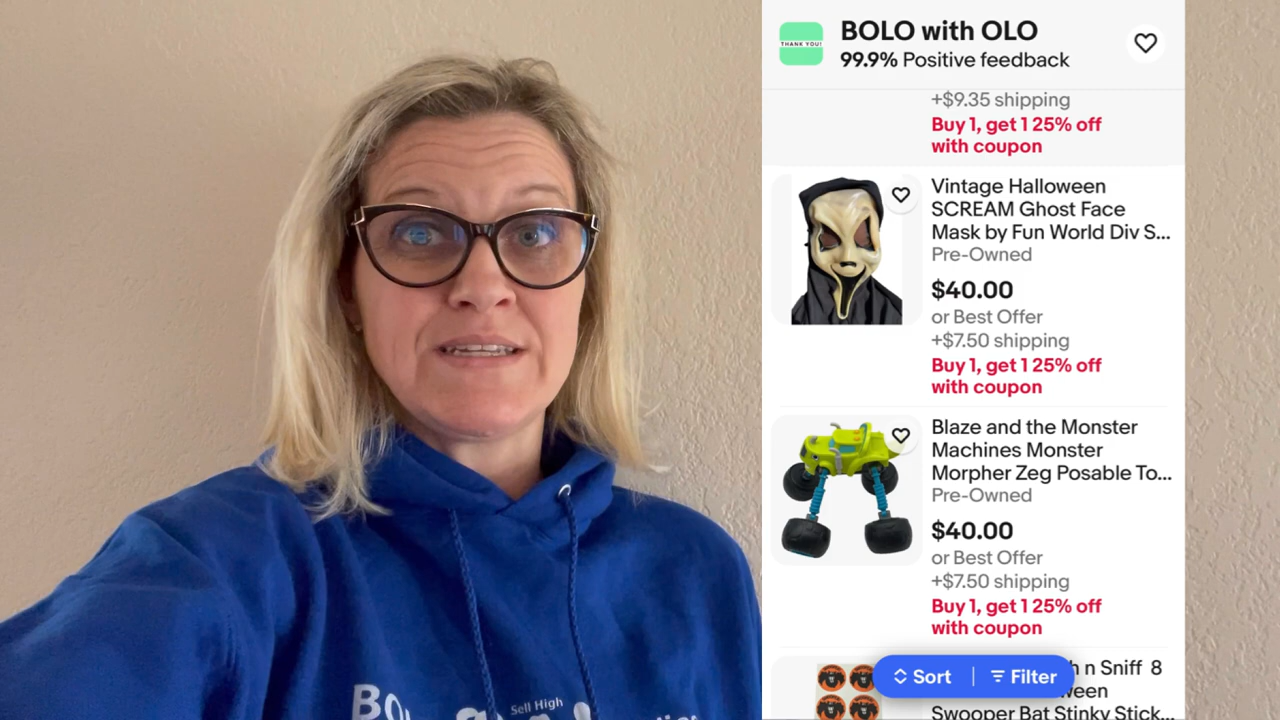 BOLO with OLO
THANK YOU!
99.9% Positive feedback
+$9.35 shipping
Buy 1, get 1 25% off
with coupon
Vintage Halloween
SCREAM Ghost Face
Mask by Fun World Div S...
Pre-Owned
$40.00
or Best Offer
+$7.50 shipping
Buy 1, get 1 25% off
with coupon
Blaze and the Monster
Machines Monster
Morpher Zeg Posable To...
Pre-Owned
$40.00
or Best Offer
+$7.50 shipping
Buy 1, get 1 25% off
with coupon
n Sniff 8
Sort
Filter
Swooper Bat Stinky Stick...
Sell High